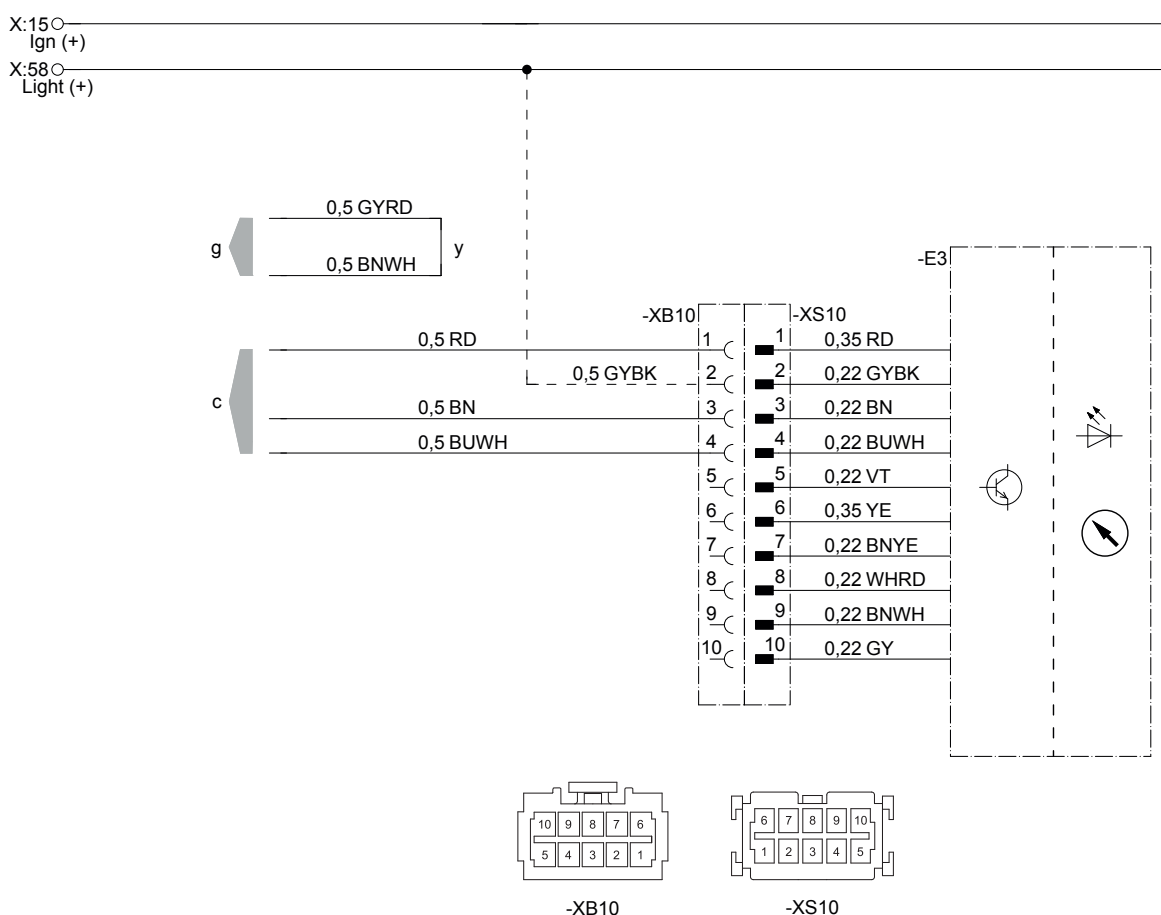 X:15
Ign (+)
X:58
Light (+)
0,5 GYRD
g
y
0,5 BNWH
-E3
-XB10
-XS10
0,5 RD
1
1
0,35 RD
0,5 GYBK
2
2
0,22 GYBK
c
0,5 BN
3
3
0,22 BN
0,5 BUWH
4
4
0,22 BUWH
5
5
0,22 VT
6
6
0,35 YE
7
7
0,22 BNYE
8
8
0,22 WHRD
9
9
0,22 BNWH
10
10
0,22 GY
10 9 8 7 6
5 4 3 2 1
6 7 8 9 10
1 2 3 4 5
-XB10
-XS10